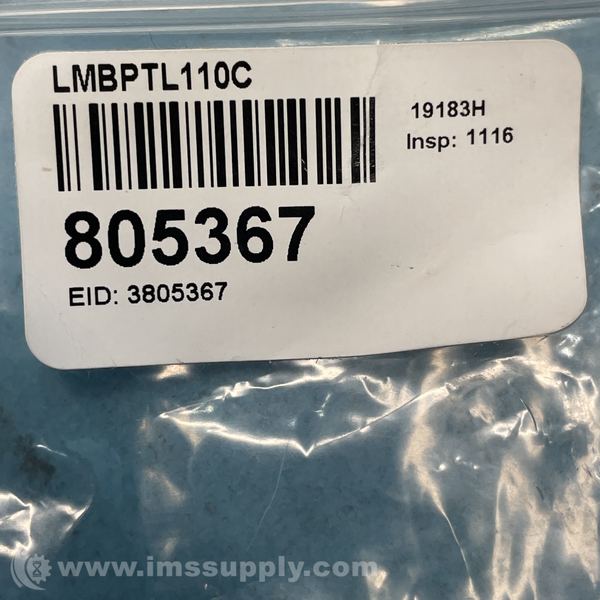 LMBPTL110C
19183H
Insp: 1116
805367
EID: 3805367
www.imssupply.com